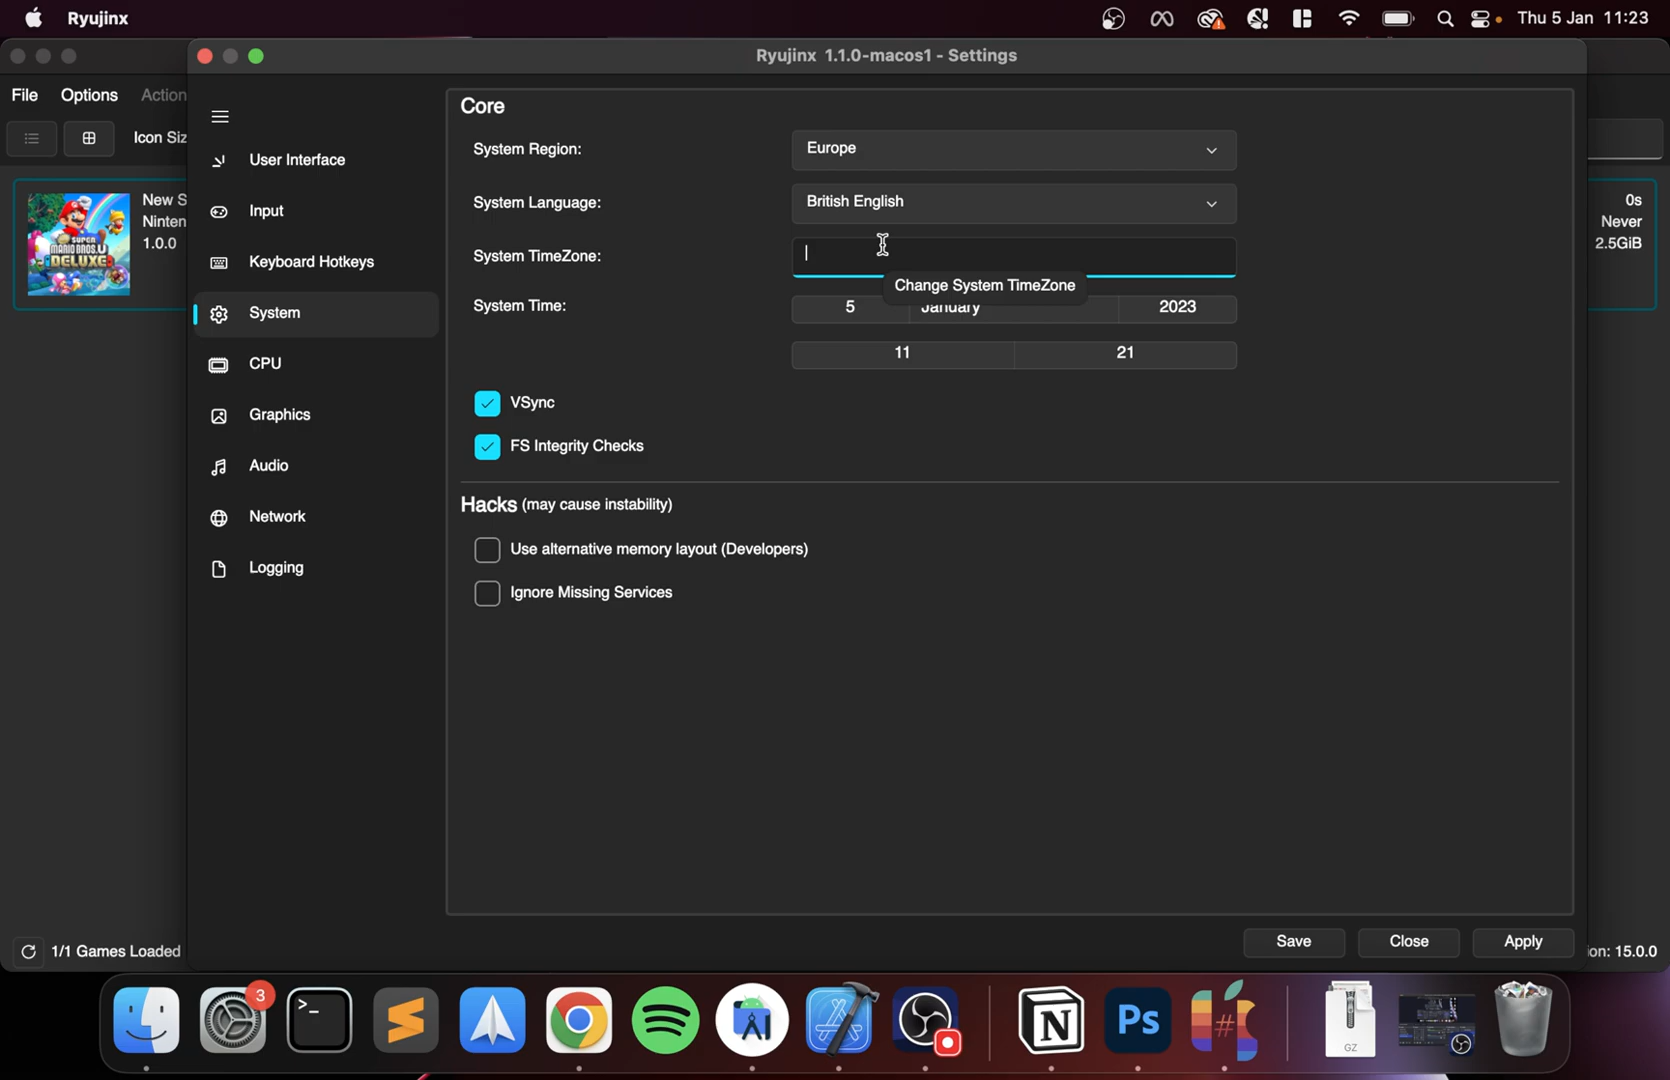 Ryujinx
Thu 5 Jan 11:23
Ryujinx 1.1.0-macos1 - Settings
File Options Action
Icon Siz
New S
Ninten
1.0.0
SUPER
MARIO BROS. U
DELUXE
0s
Never
2.5GiB
User Interface
Input
Keyboard Hotkeys
System
CPU
Graphics
Audio
Network
Logging
Core
System Region: Europe
System Language: British English
System TimeZone:
Change System TimeZone
System Time: 5 January 2023
11 21
VSync
FS Integrity Checks
Hacks (may cause instability)
Use alternative memory layout (Developers)
Ignore Missing Services
Save Close Apply
1/1 Games Loaded
ion: 15.0.0
3
>_
N
Ps
#
GZ